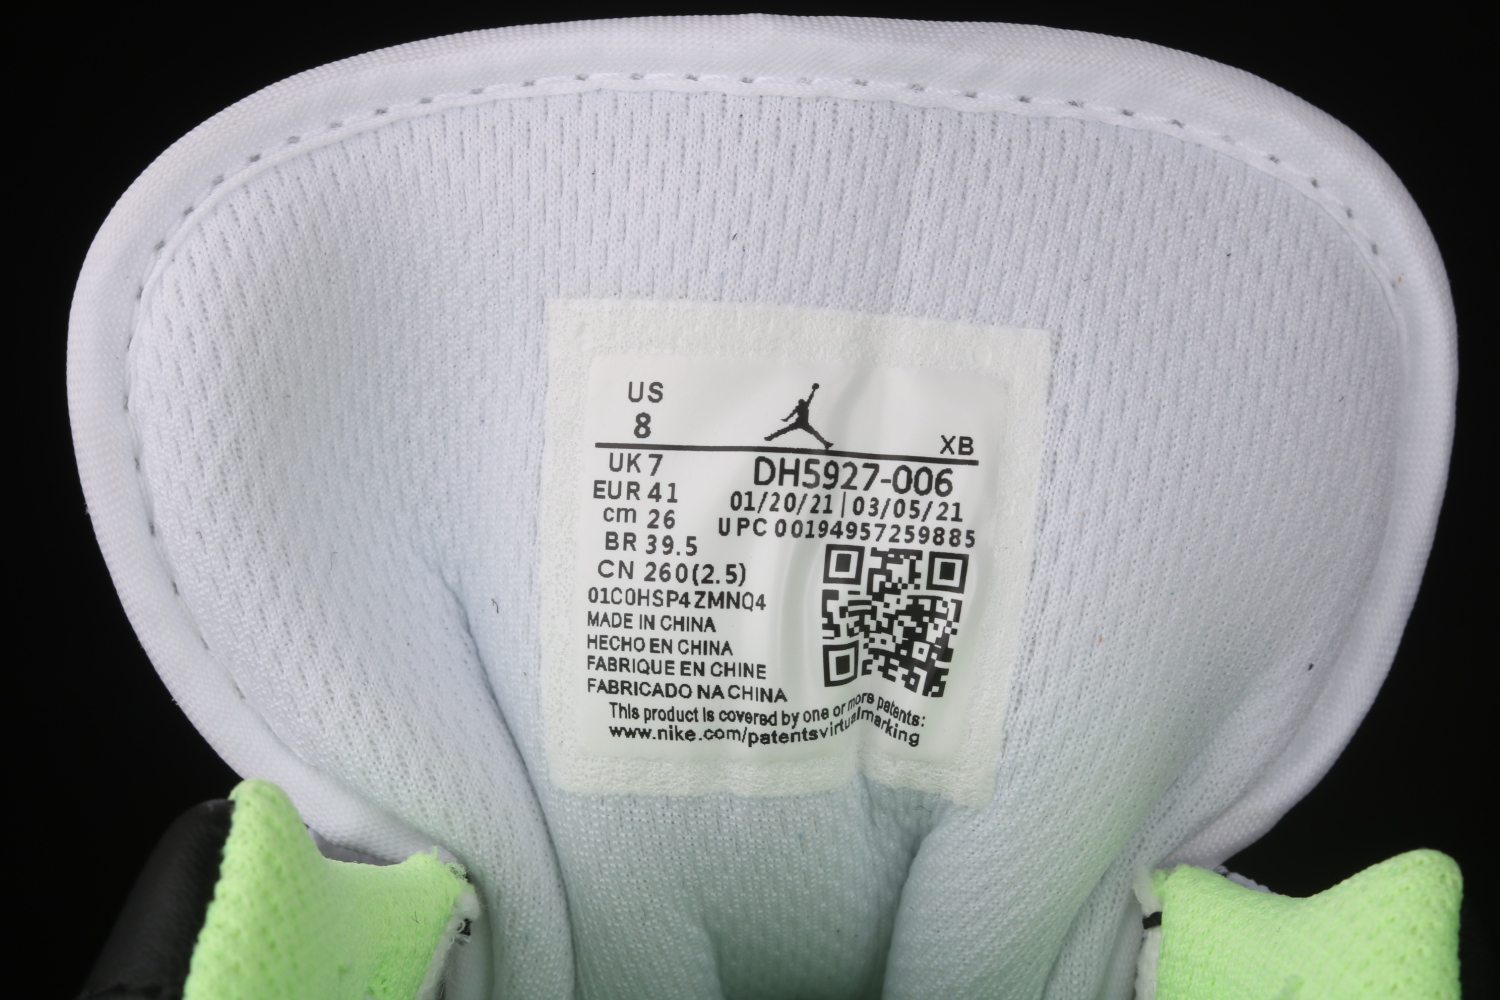 US
8
XB
UK 7
EUR 41
cm 26
BR 39.5
CN 260(2.5)
DH5927-006
01/20/21 | 03/05/21
UPC 00194957259885
01C0HSP4ZMNQ4
MADE IN CHINA
HECHO EN CHINA
FABRIQUE EN CHINE
FABRICADO NA CHINA
This product is covered by one or more patents:
www.nike.com/patentsvirtualmarking